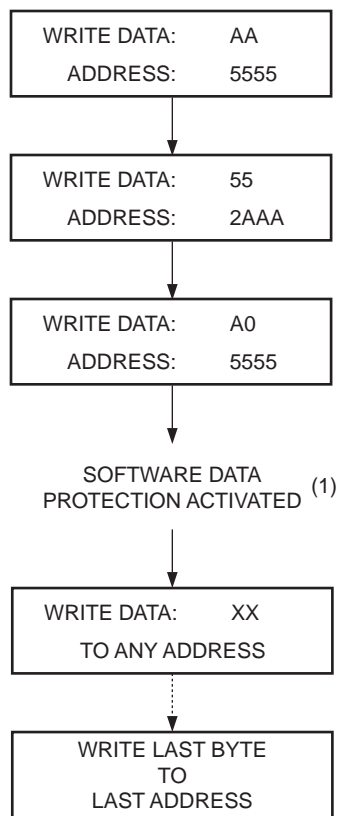 WRITE DATA: AA
ADDRESS: 5555
WRITE DATA: 55
ADDRESS: 2AAA
WRITE DATA: A0
ADDRESS: 5555
SOFTWARE DATA
PROTECTION ACTIVATED (1)
WRITE DATA: XX
TO ANY ADDRESS
WRITE LAST BYTE
TO
LAST ADDRESS